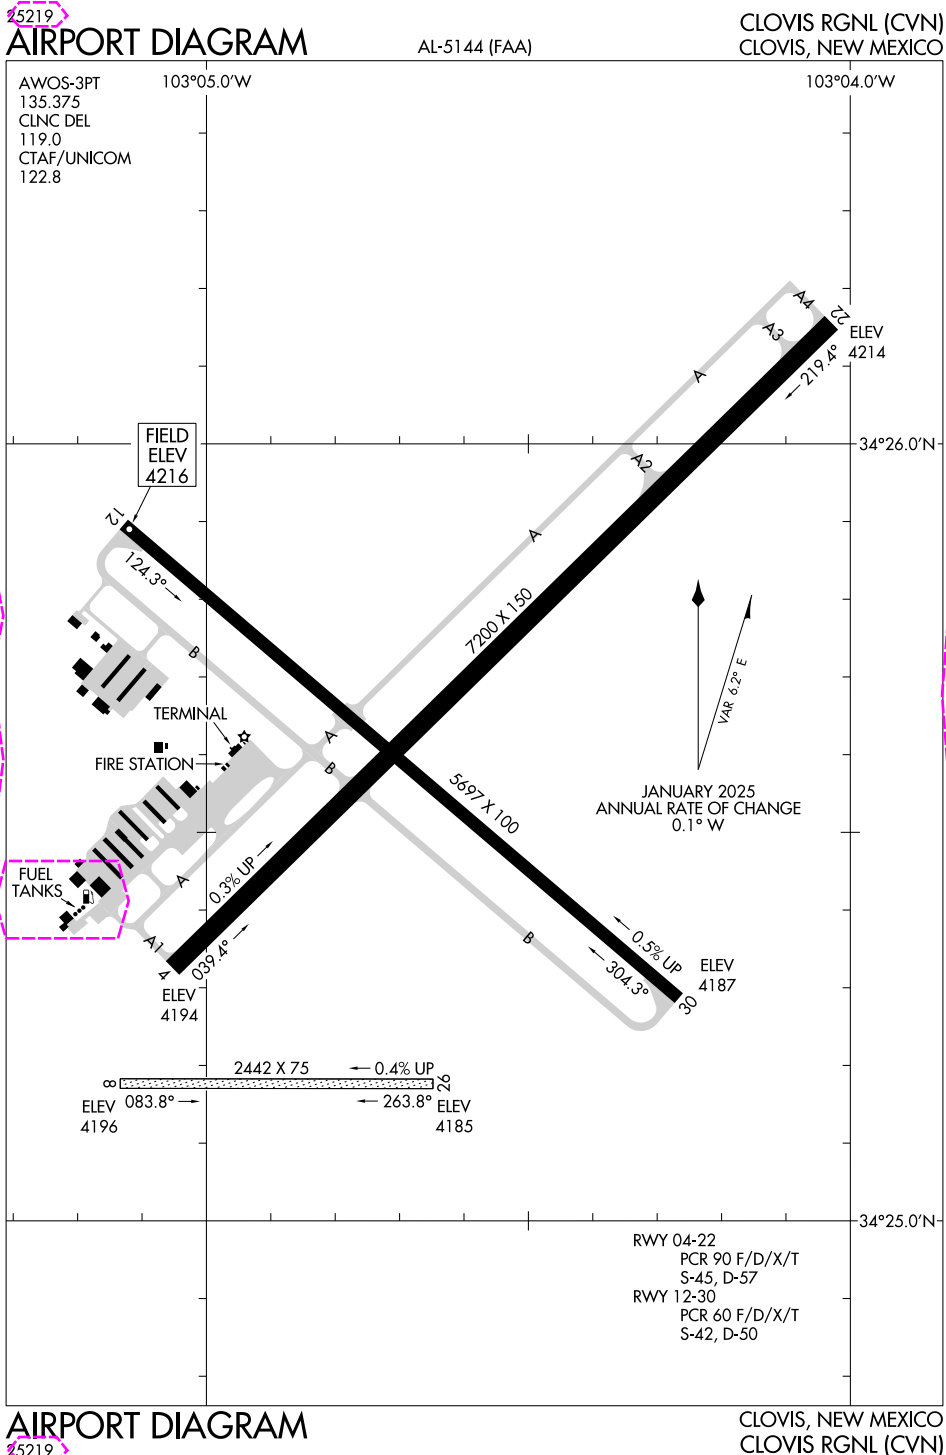 25219
AIRPORT DIAGRAM
AL-5144 (FAA)
CLOVIS RGNL (CVN)
CLOVIS, NEW MEXICO
AWOS-3PT
135.375
CLNC DEL
119.0
CTAF/UNICOM
122.8
103°05.0'W
103°04.0'W
A4
22
A3
ELEV
4214
219.4°
A
34°26.0'N
FIELD
ELEV
4216
A2
12
A
124.3°
7200 X 150
B
VAR 6.2° E
TERMINAL
A
FIRE STATION
B
5697 X 100
JANUARY 2025
ANNUAL RATE OF CHANGE
0.1° W
FUEL
TANKS
A
0.3% UP
A1
039.4°
4
B
0.5% UP
304.3°
ELEV
4187
30
ELEV
4194
2442 X 75
0.4% UP
8
26
ELEV
4196
083.8°
263.8°
ELEV
4185
34°25.0'N
RWY 04-22
PCR 90 F/D/X/T
S-45, D-57
RWY 12-30
PCR 60 F/D/X/T
S-42, D-50
AIRPORT DIAGRAM
25219
CLOVIS, NEW MEXICO
CLOVIS RGNL (CVN)